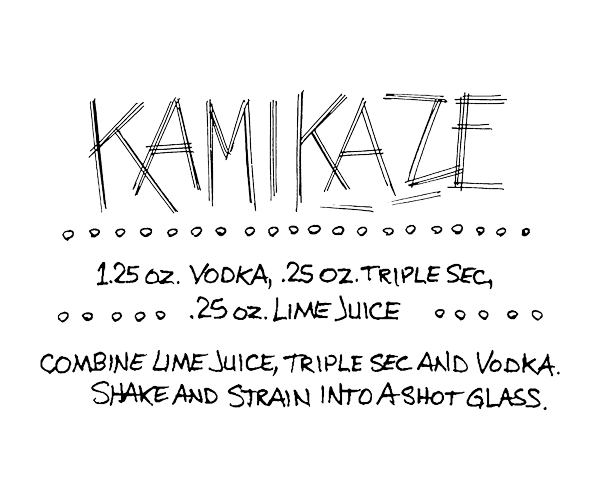 KAMIKAZE
1.25 OZ. VODKA, .25 OZ. TRIPLE SEC,
.25 OZ. LIME JUICE
COMBINE LIME JUICE, TRIPLE SEC AND VODKA.
SHAKE AND STRAIN INTO A SHOT GLASS.